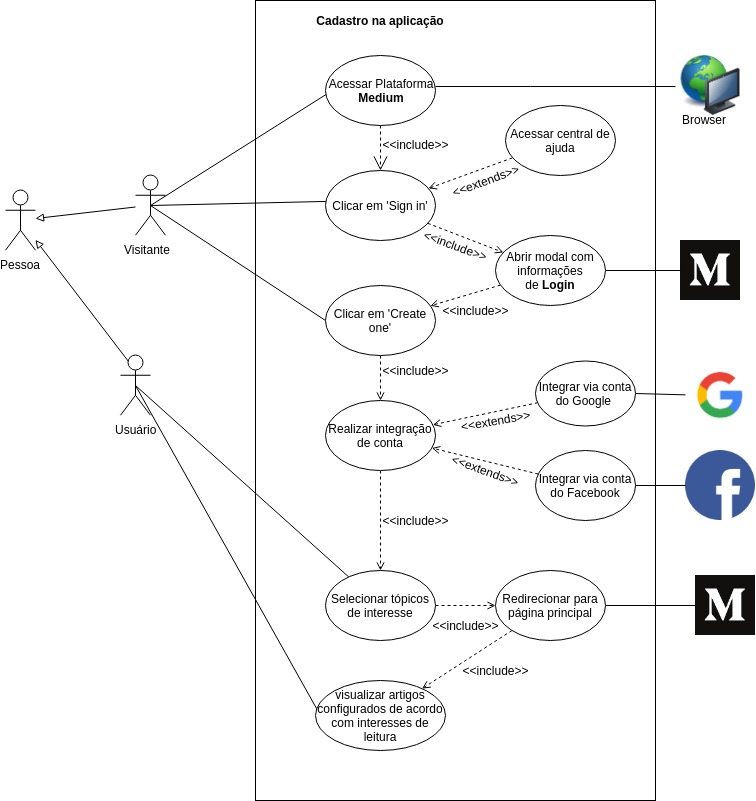 Cadastro na aplicação
Acessar Plataforma
Medium
Browser
<<include>>
Acessar central de
ajuda
<<extends>>
Clicar em 'Sign in'
Visitante
Pessoa
<<include>>
Abrir modal com
informações
de Login
M
<<include>>
Clicar em 'Create
one'
<<include>>
Integrar via conta
do Google
G
Usuário
<<extends>>
Realizar integração
de conta
<<extends>>
Integrar via conta
do Facebook
f
<<include>>
Selecionar tópicos
de interesse
Redirecionar para
página principal
M
<<include>>
<<include>>
visualizar artigos
configurados de acordo
com interesses de
leitura